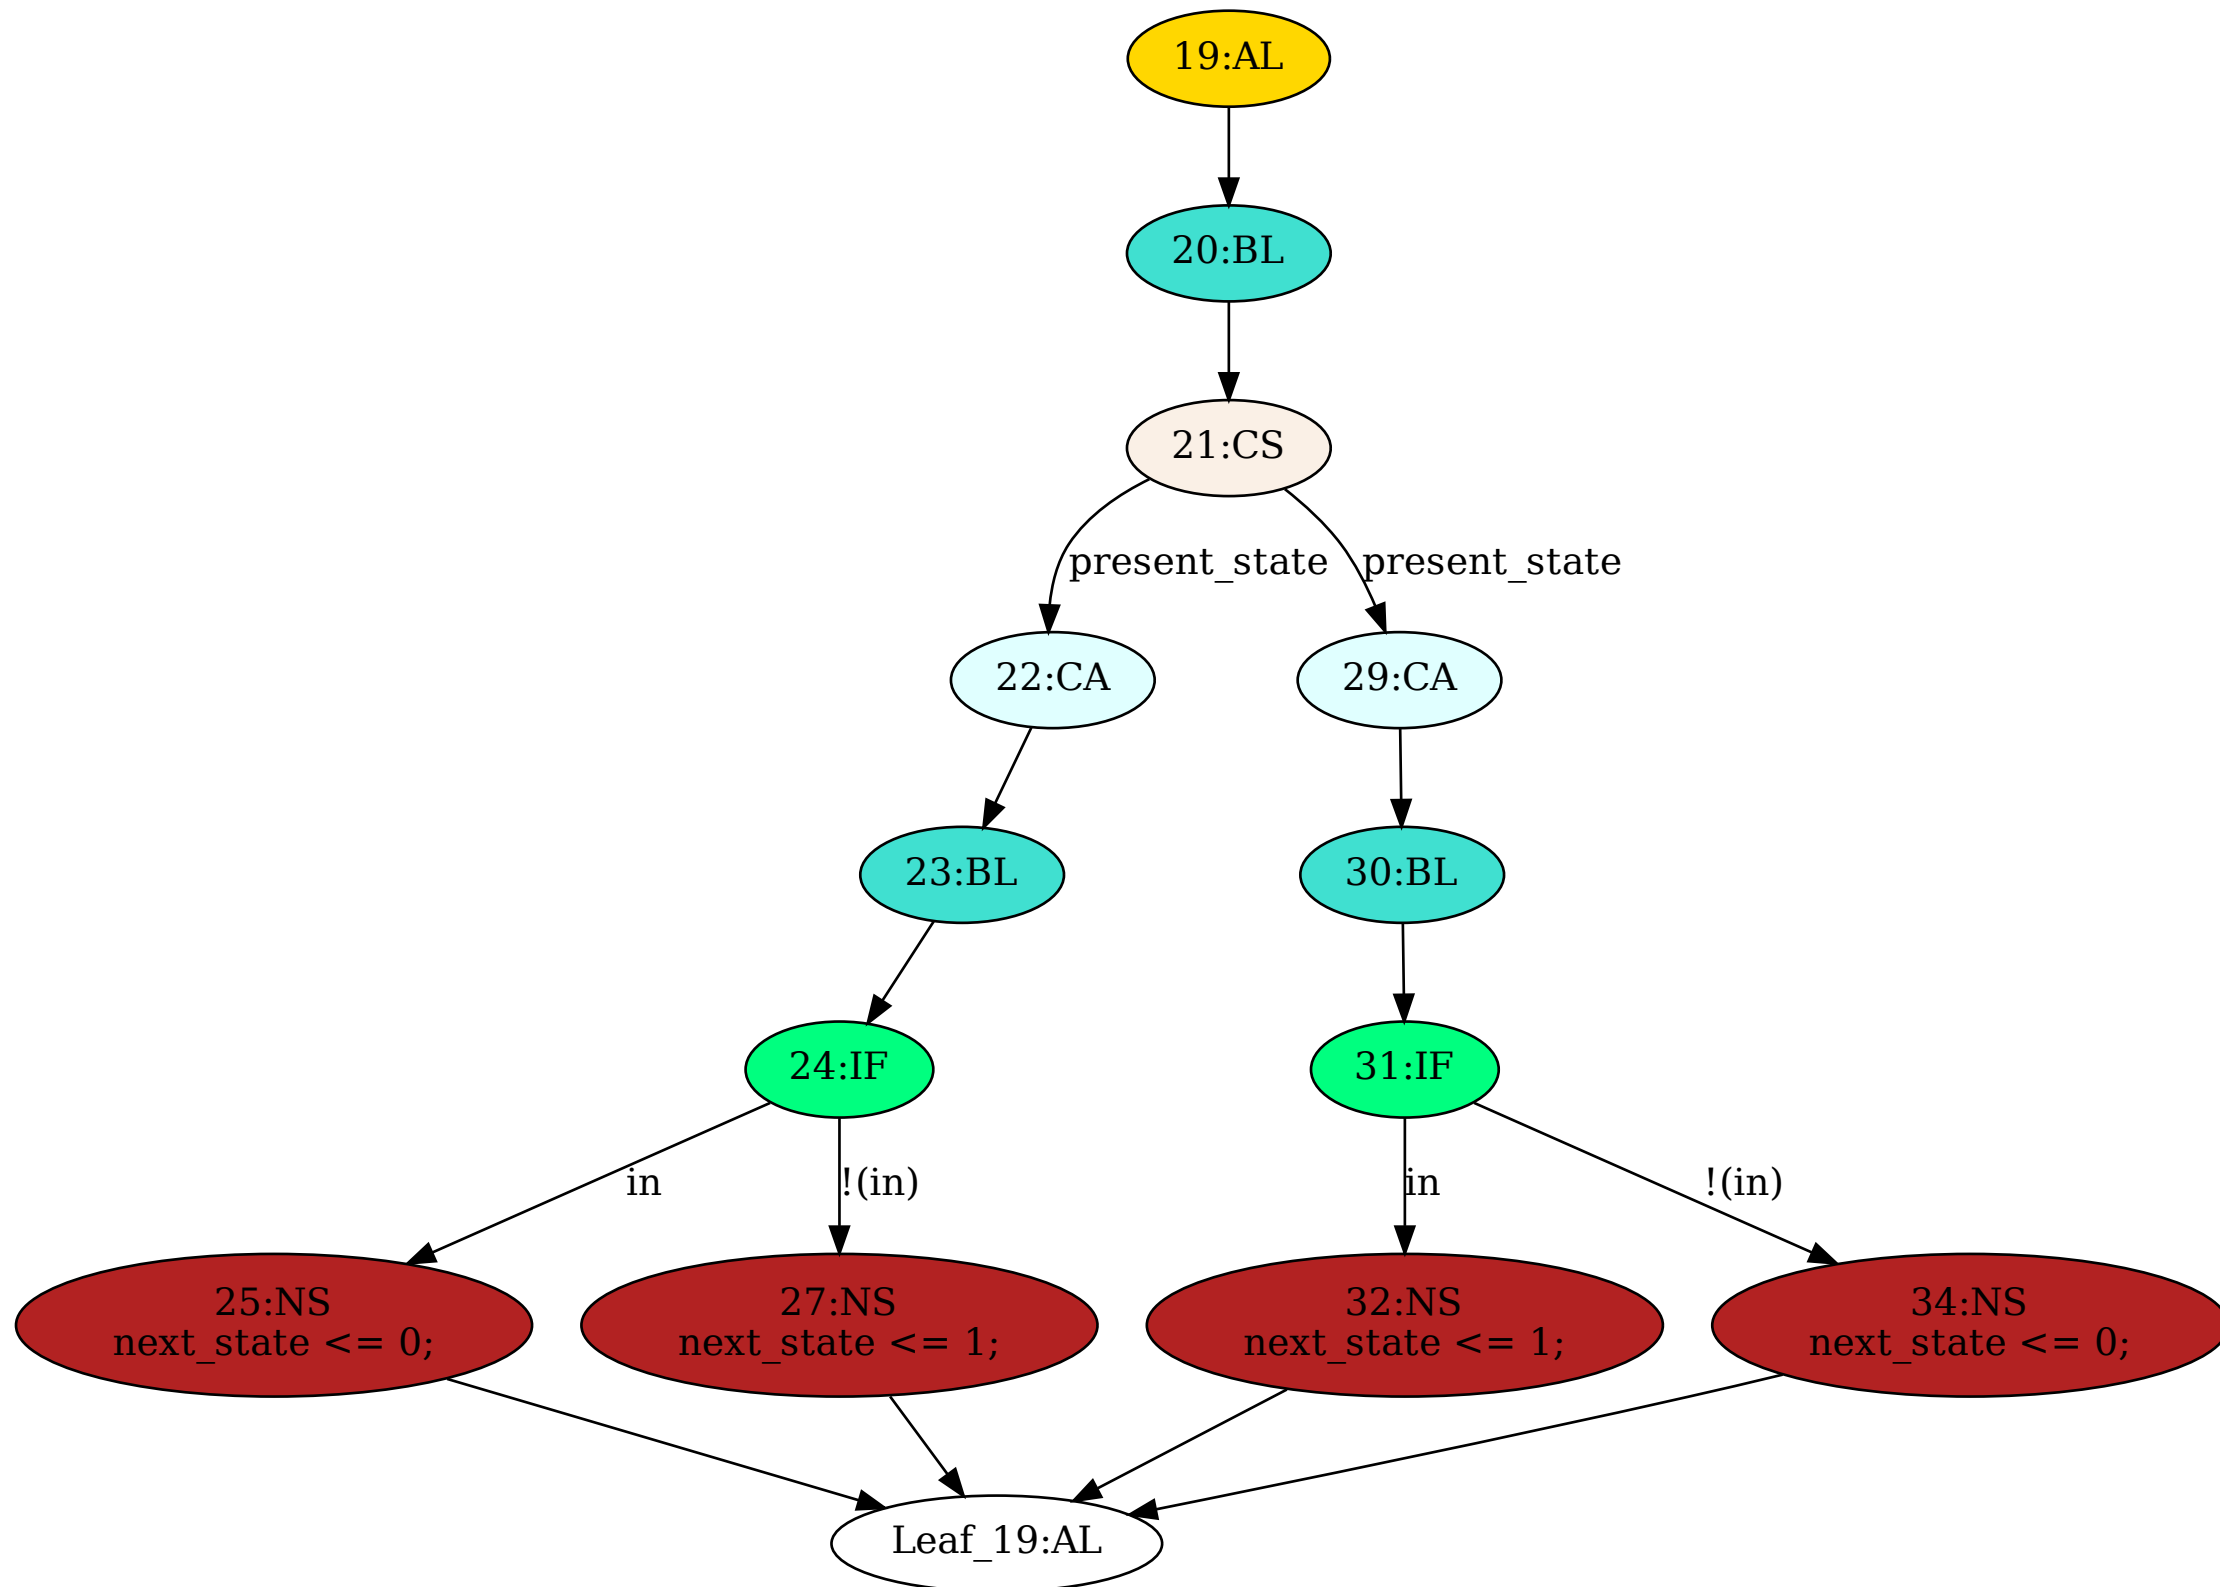 19:AL
20:BL
21:CS
present_state
present_state
22:CA
29:CA
23:BL
30:BL
24:IF
31:IF
in
!(in)
in
!(in)
25:NS
next_state <= 0;
27:NS
next_state <= 1;
32:NS
next_state <= 1;
34:NS
next_state <= 0;
Leaf_19:AL